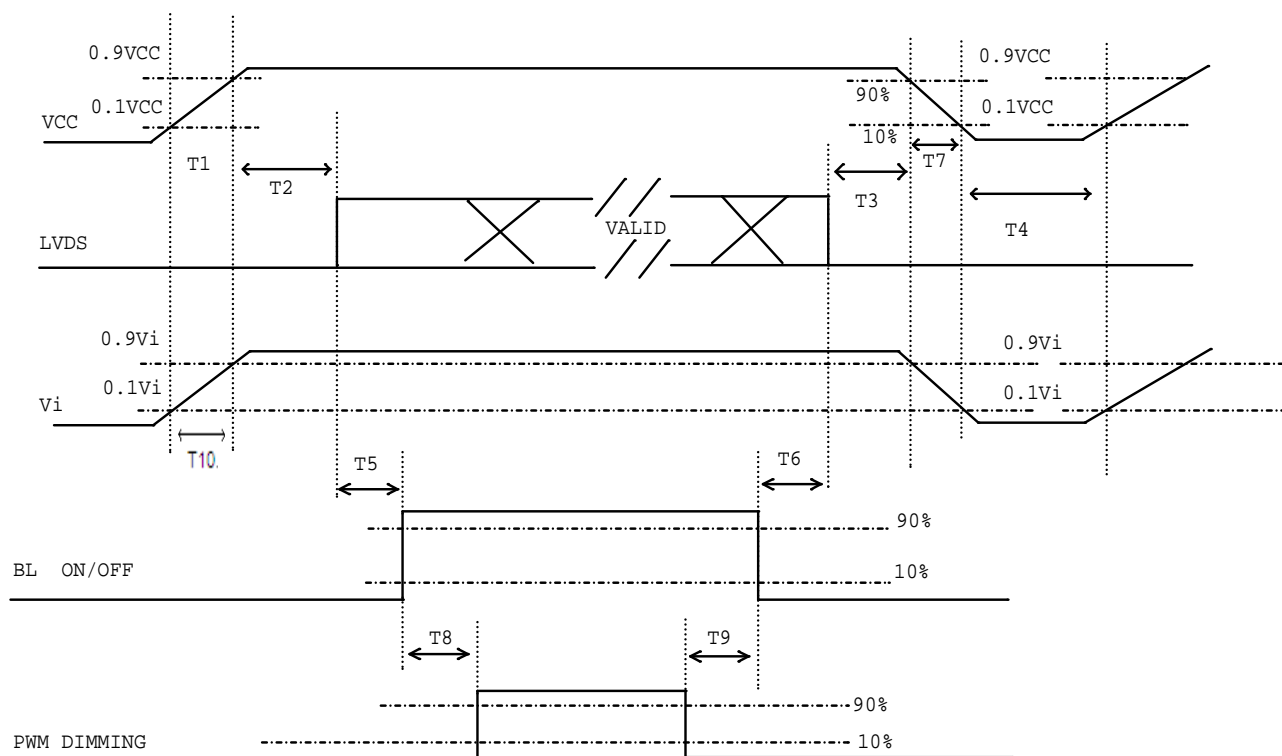 0.9VCC
0.9VCC
90%
0.1VCC
0.1VCC
VCC
10%
T1
T7
T2
T3
VALID
T4
LVDS
0.9Vi
0.9Vi
0.1Vi
0.1Vi
Vi
T10.
T5
T6
90%
BL ON/OFF
10%
T8
T9
90%
PWM DIMMING
10%